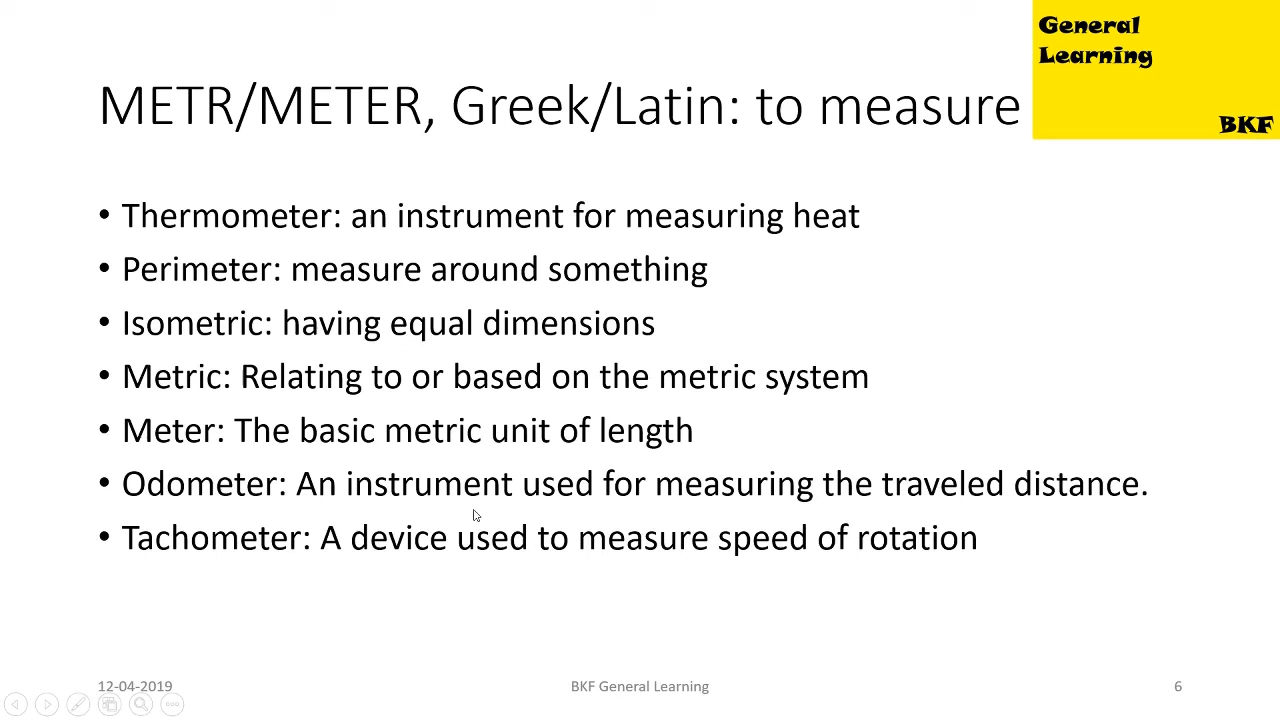 General
Learning
METR/METER, Greek/Latin: to measure
BKF
• Thermometer: an instrument for measuring heat
• Perimeter: measure around something
• Isometric: having equal dimensions
• Metric: Relating to or based on the metric system
• Meter: The basic metric unit of length
• Odometer: An instrument used for measuring the traveled distance.
• Tachometer: A device used to measure speed of rotation
12-04-2019
BKF General Learning
6